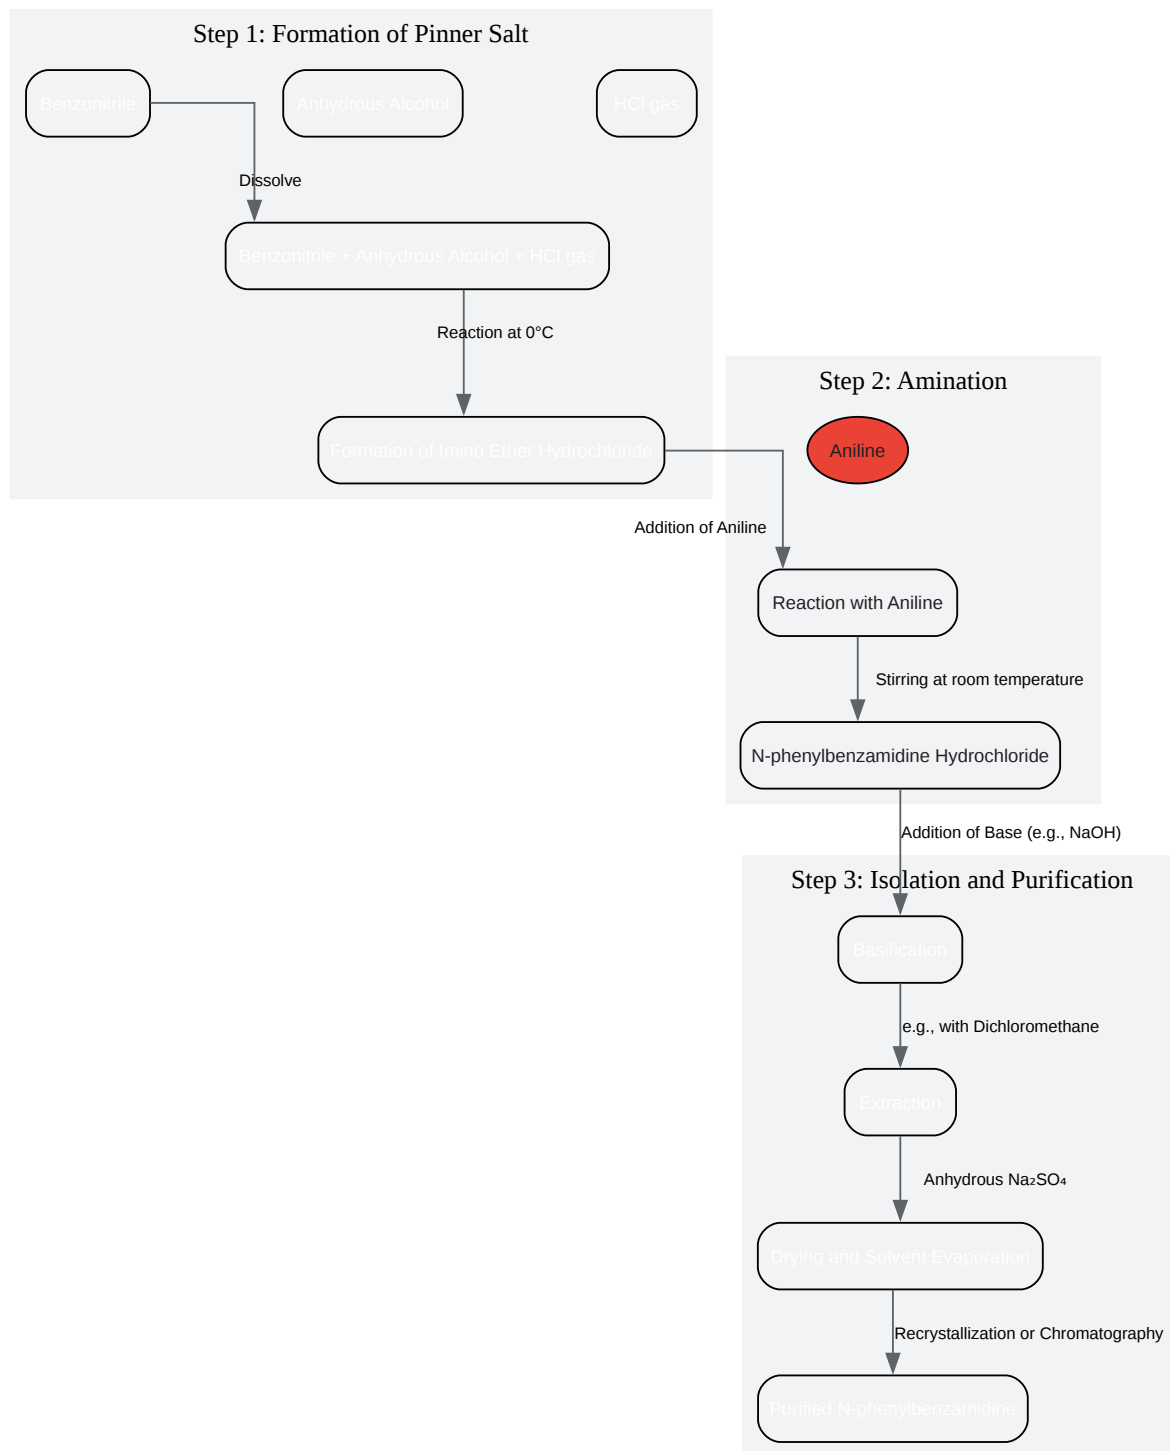 Step 1: Formation of Pinner Salt
Benzonitrile
Anhydrous Alcohol
HCl gas
Dissolve
Benzonitrile + Anhydrous Alcohol + HCl gas
Reaction at 0°C
Formation of Imino Ether Hydrochloride
Step 2: Amination
Aniline
Addition of Aniline
Reaction with Aniline
Stirring at room temperature
N-phenylbenzamidine Hydrochloride
Addition of Base (e.g., NaOH)
Step 3: Isolation and Purification
Basification
e.g., with Dichloromethane
Extraction
Anhydrous Na₂SO₄
Drying and Solvent Evaporation
Recrystallization or Chromatography
Purified N-phenylbenzamidine